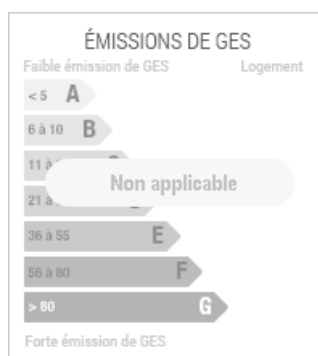 ÉMISSIONS DE GES
Faible émission de GES Logement
< 5 A
6 à 10 B
11 à
Non applicable
21 à
36 à 55 E
56 à 80 F
> 80 G
Forte émission de GES